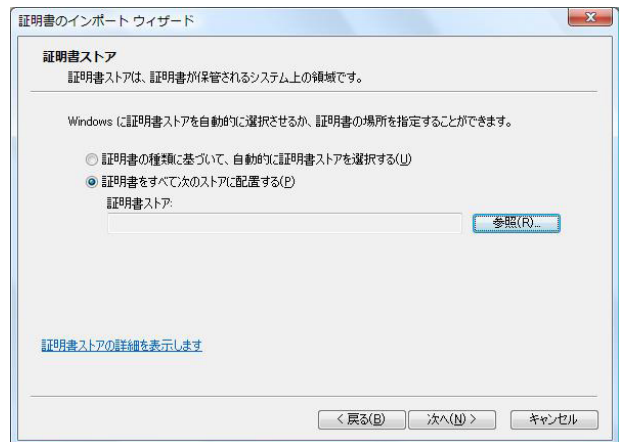 証明書のインポート ウィザード
証明書ストア
証明書ストアは、証明書が保管されるシステム上の領域です。
Windows に証明書ストアを自動的に選択させるか、証明書の場所を指定することができます。
証明書の種類に基づいて、自動的に証明書ストアを選択する(U)
証明書をすべて次のストアに配置する(P)
証明書ストア:
参照(R)...
証明書ストアの詳細を表示します
< 戻る(B) 次へ(N) > キャンセル